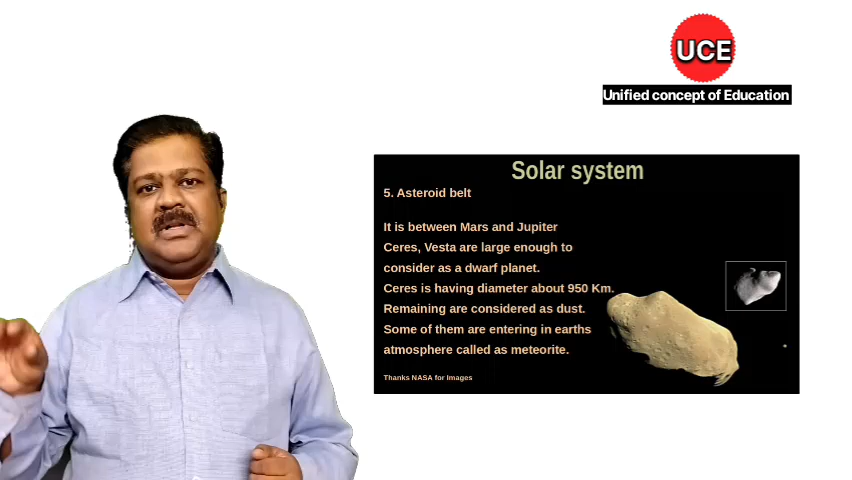 UCE
Unified concept of Education
Solar system
5. Asteroid belt
It is between Mars and Jupiter
Ceres, Vesta are large enough to
consider as a dwarf planet.
Ceres is having diameter about 950 Km.
Remaining are considered as dust.
Some of them are entering in earths
atmosphere called as meteorite.
Thanks NASA for Images